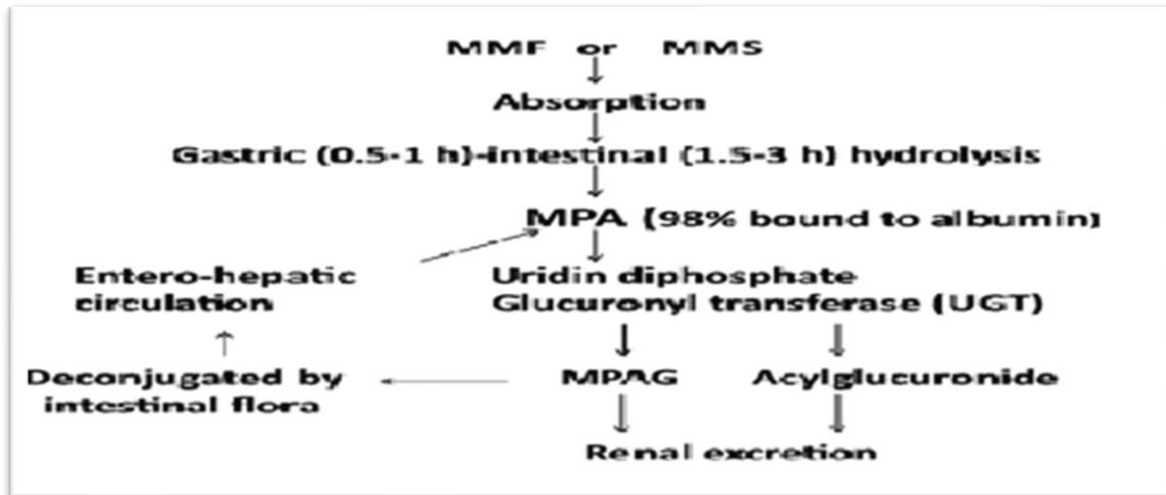 MMF or MMS
Absorption
Gastric (0.5-1 h)-intestinal (1.5-3 h) hydrolysis
MPA (98% bound to albumin)
Entero-hepatic
circulation
Uridin diphosphate
Glucuronyl transferase (UGT)
Deconjugated by
intestinal flora
MPAG
Acylglucuronide
Renal excretion